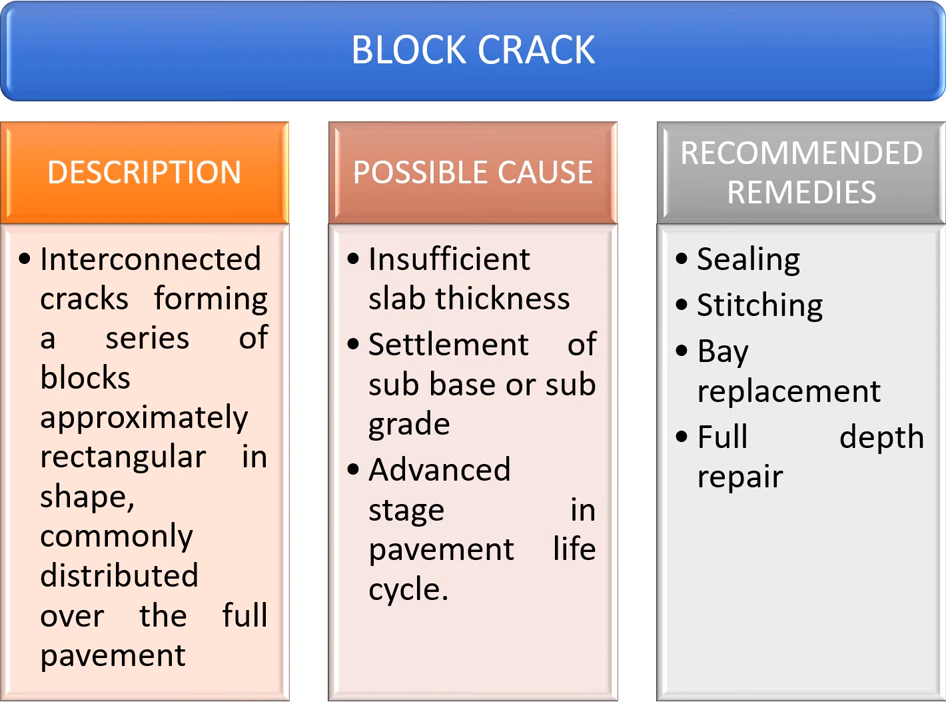 BLOCK CRACK
DESCRIPTION
• Interconnected
cracks forming
a series of
blocks
approximately
rectangular in
shape,
commonly
distributed
over the full
pavement
POSSIBLE CAUSE
• Insufficient
slab thickness
• Settlement of
sub base or sub
grade
• Advanced
stage in
pavement life
cycle.
RECOMMENDED
REMEDIES
• Sealing
• Stitching
• Bay
replacement
• Full depth
repair